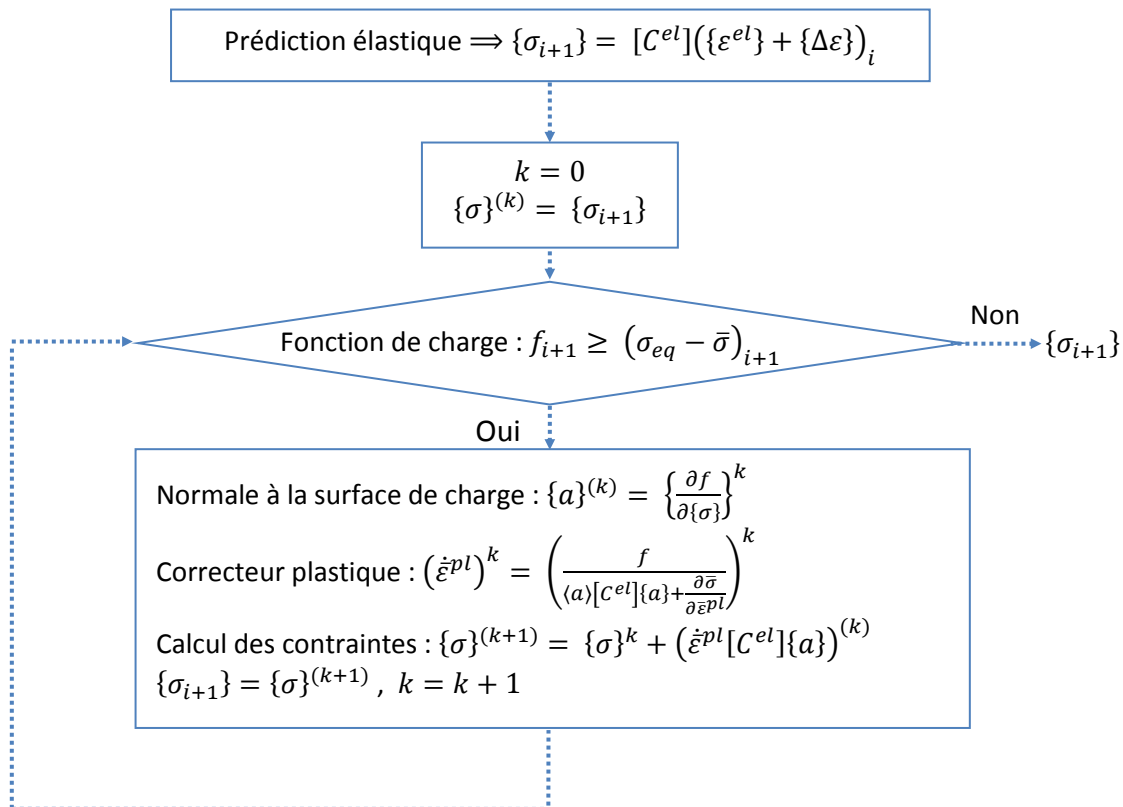 Prédiction élastique ⟹ {σ_{i+1}} = [C^{el}]({ε^{el}} + {Δε})_i
k = 0
{σ}^{(k)} = {σ_{i+1}}
Fonction de charge : f_{i+1} ≥ (σ_{eq} − σ̄)_{i+1}
Non
{σ_{i+1}}
Oui
Normale à la surface de charge : {a}^{(k)} = {∂f/∂{σ}}^k
Correcteur plastique : (ε̄̇^{pl})^k = (f/(⟨a⟩[C^{el}]{a}+∂σ̄/∂ε̄^{pl}))^k
Calcul des contraintes : {σ}^{(k+1)} = {σ}^k + (ε̄̇^{pl}[C^{el}]{a})^{(k)}
{σ_{i+1}} = {σ}^{(k+1)} , k = k + 1